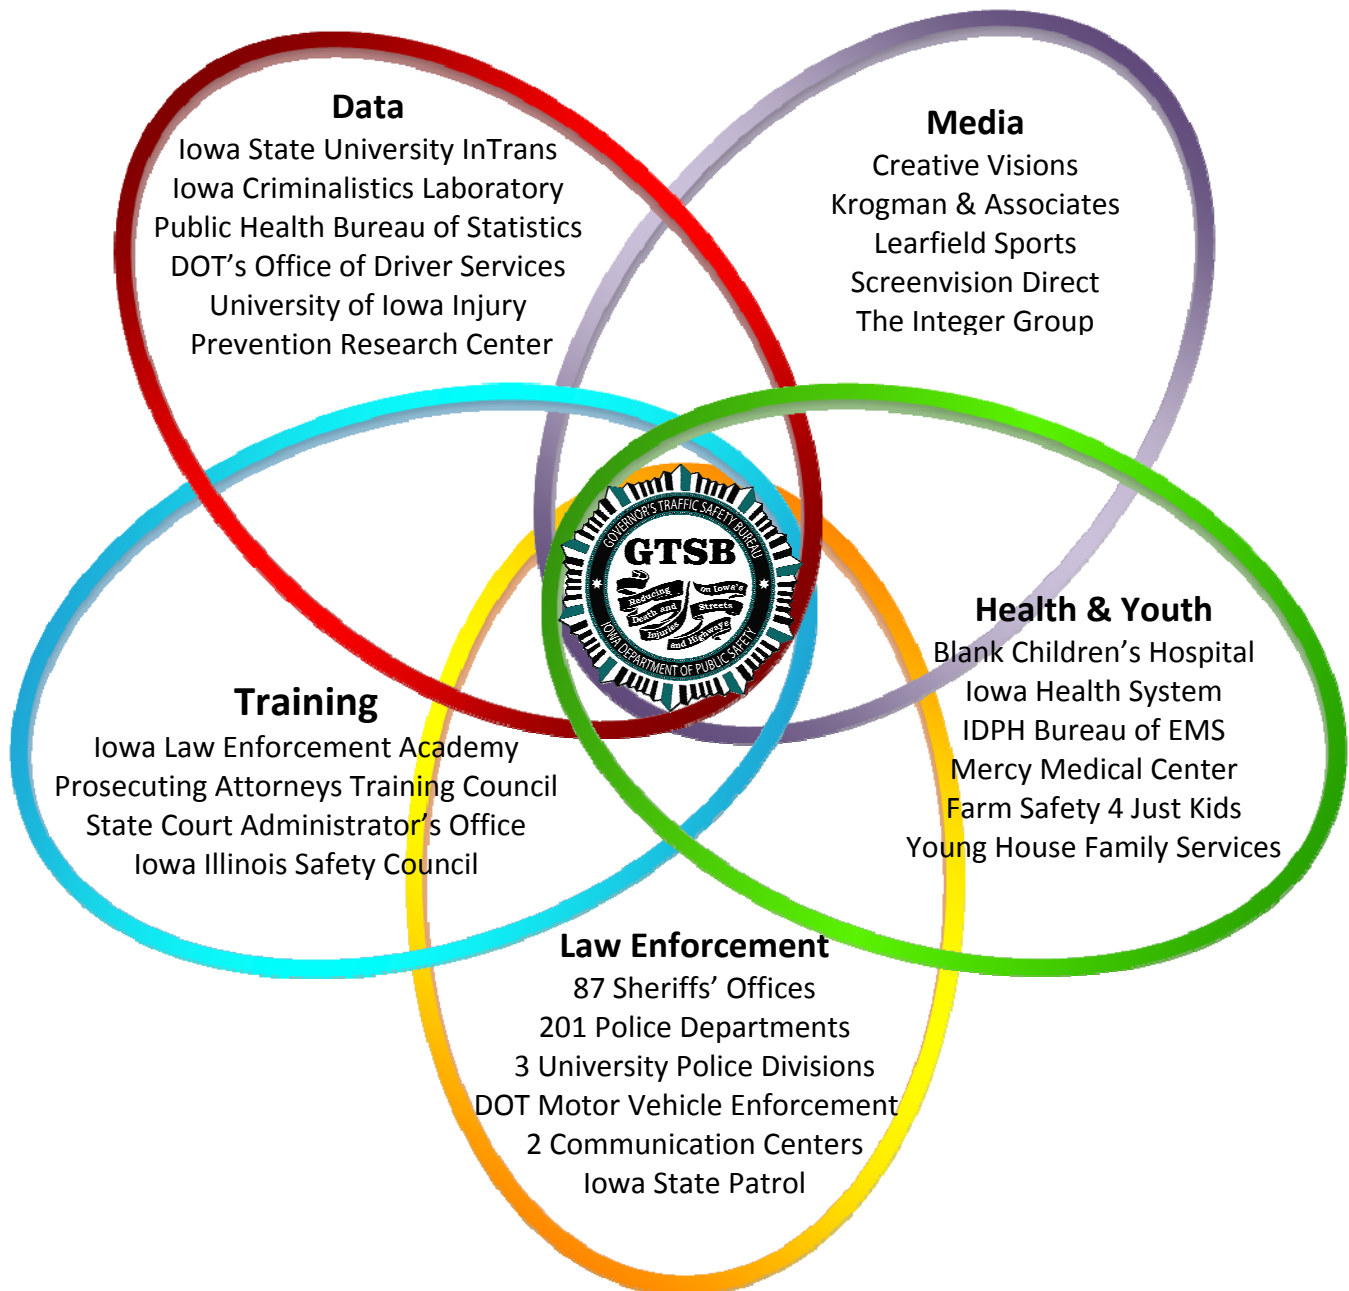 Data
Iowa State University InTrans
Iowa Criminalistics Laboratory
Public Health Bureau of Statistics
DOT’s Office of Driver Services
University of Iowa Injury
Prevention Research Center
Media
Creative Visions
Krogman & Associates
Learfield Sports
Screenvision Direct
The Integer Group
GOVERNOR'S TRAFFIC SAFETY BUREAU
GTSB
Reducing
Death and
Injuries
on Iowa's
Streets
and Highways
IOWA DEPARTMENT OF PUBLIC SAFETY
Health & Youth
Blank Children’s Hospital
Iowa Health System
IDPH Bureau of EMS
Mercy Medical Center
Farm Safety 4 Just Kids
Young House Family Services
Training
Iowa Law Enforcement Academy
Prosecuting Attorneys Training Council
State Court Administrator’s Office
Iowa Illinois Safety Council
Law Enforcement
87 Sheriffs’ Offices
201 Police Departments
3 University Police Divisions
DOT Motor Vehicle Enforcement
2 Communication Centers
Iowa State Patrol